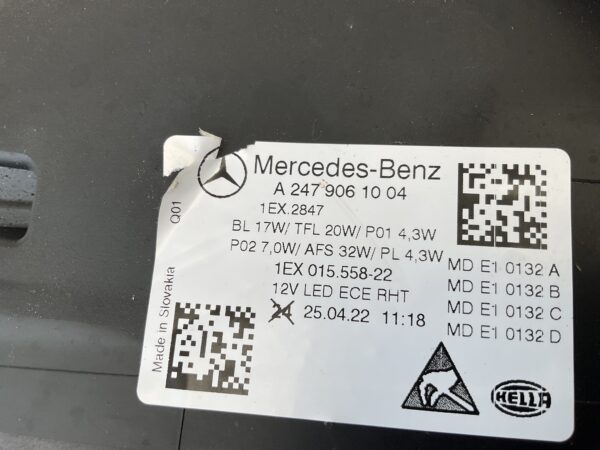 Mercedes-Benz
A 247 906 10 04
1EX.2847
BL 17W/ TFL 20W/ P01 4,3W
P02 7,0W/ AFS 32W/ PL 4,3W
1EX 015.558-22
12V LED ECE RHT
24 25.04.22 11:18
MD E1 0132 A
MD E1 0132 B
MD E1 0132 C
MD E1 0132 D
Made in Slovakia
Q01
HELLA